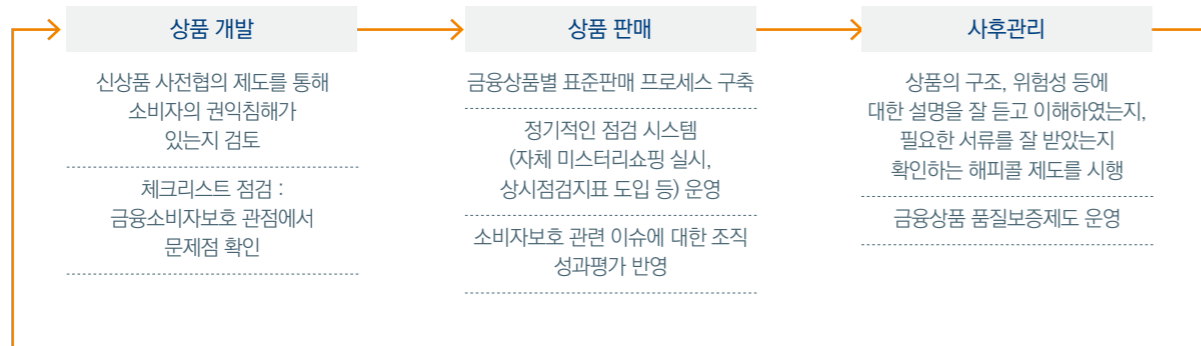 상품 개발
신상품 사전협의 제도를 통해
소비자의 권익침해가
있는지 검토
체크리스트 점검 :
금융소비자보호 관점에서
문제점 확인
상품 판매
금융상품별 표준판매 프로세스 구축
정기적인 점검 시스템
(자체 미스터리쇼핑 실시,
상시점검지표 도입 등) 운영
소비자보호 관련 이슈에 대한 조직
성과평가 반영
사후관리
상품의 구조, 위험성 등에
대한 설명을 잘 듣고 이해하였는지,
필요한 서류를 잘 받았는지
확인하는 해피콜 제도를 시행
금융상품 품질보증제도 운영